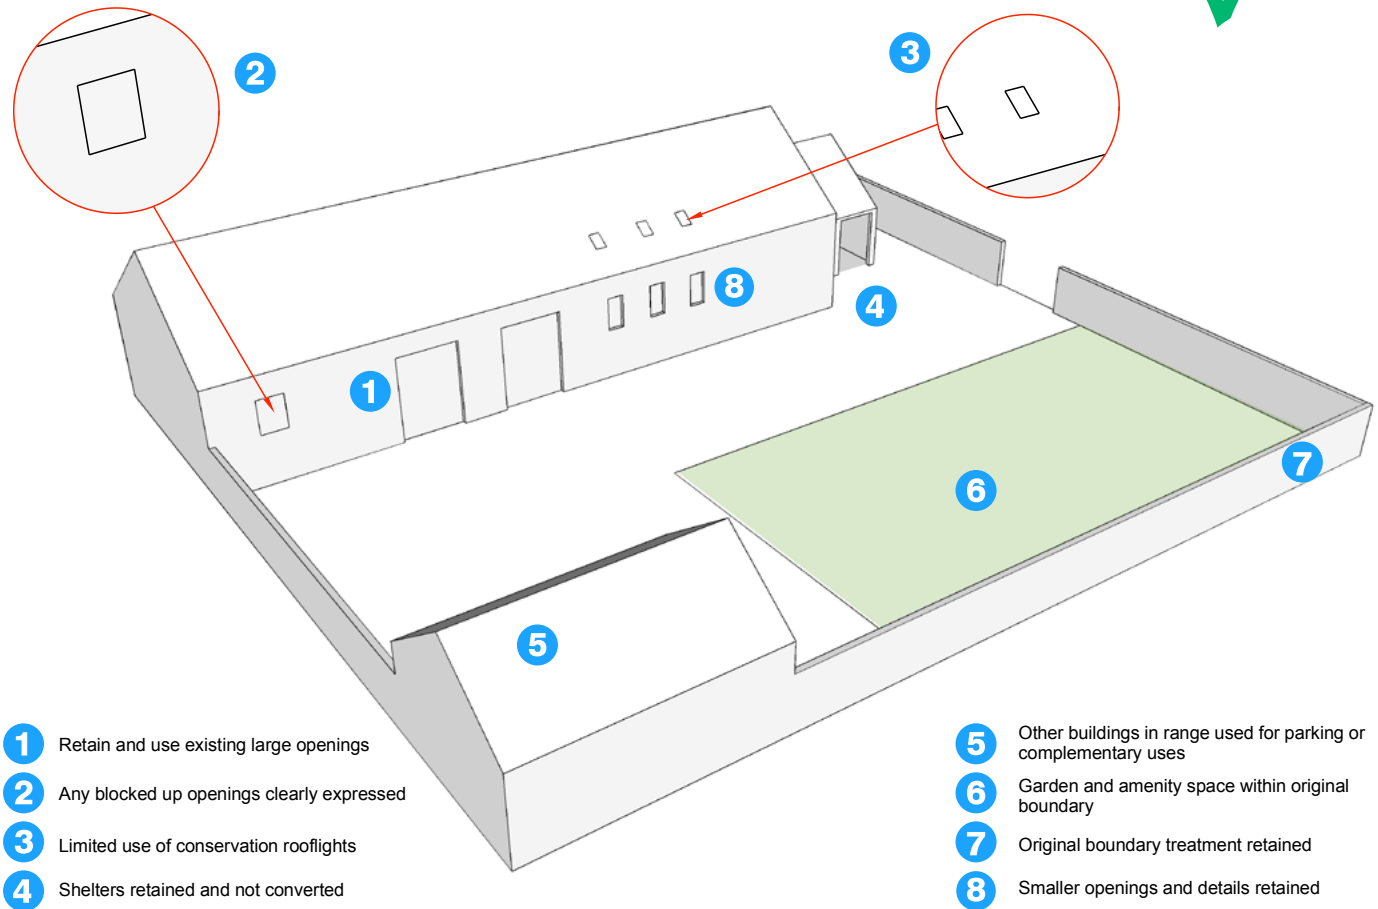 2
3
8
4
1
6
7
5
1 Retain and use existing large openings
2 Any blocked up openings clearly expressed
3 Limited use of conservation rooflights
4 Shelters retained and not converted
5 Other buildings in range used for parking or
complementary uses
6 Garden and amenity space within original
boundary
7 Original boundary treatment retained
8 Smaller openings and details retained